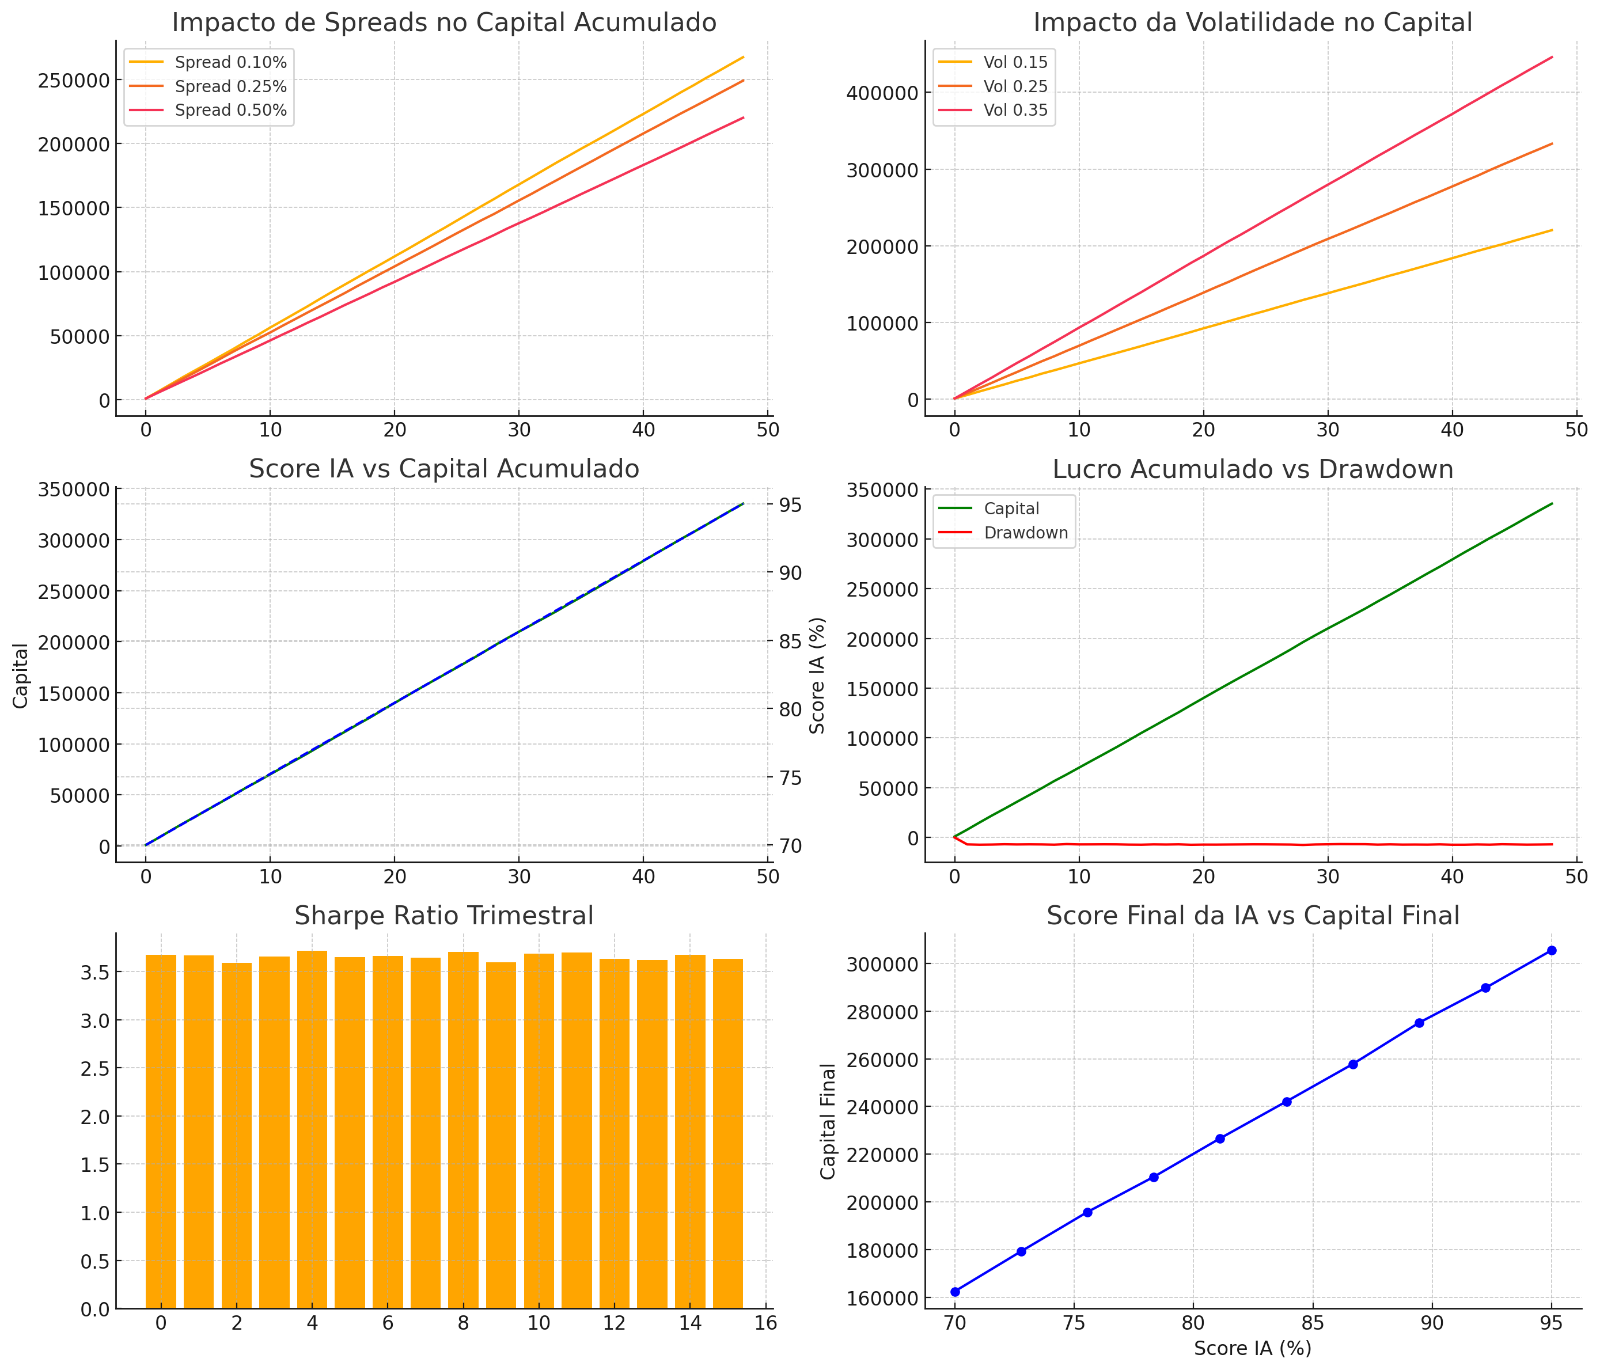 Impacto de Spreads no Capital Acumulado
Spread 0.10%
Spread 0.25%
Spread 0.50%
250000
200000
150000
100000
50000
0
0 10 20 30 40 50
Impacto da Volatilidade no Capital
Vol 0.15
Vol 0.25
Vol 0.35
400000
300000
200000
100000
0
0 10 20 30 40 50
Score IA vs Capital Acumulado
Capital
350000
300000
250000
200000
150000
100000
50000
0
95
90
85
80
75
70
Score IA (%)
0 10 20 30 40 50
Lucro Acumulado vs Drawdown
Capital
Drawdown
350000
300000
250000
200000
150000
100000
50000
0
0 10 20 30 40 50
Sharpe Ratio Trimestral
3.5
3.0
2.5
2.0
1.5
1.0
0.5
0.0
0 2 4 6 8 10 12 14 16
Score Final da IA vs Capital Final
Capital Final
300000
280000
260000
240000
220000
200000
180000
160000
70 75 80 85 90 95
Score IA (%)